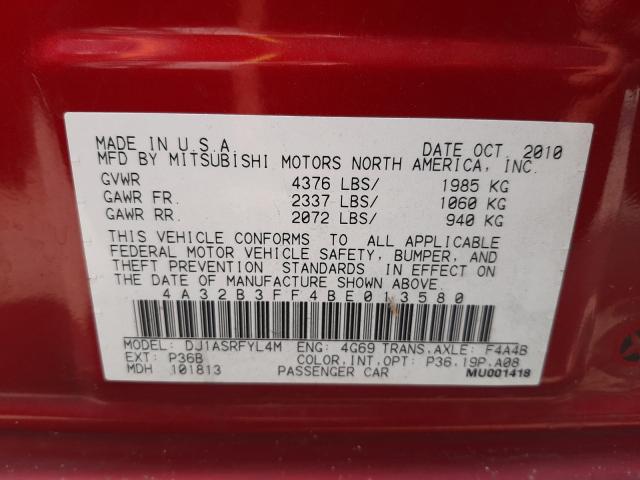 MADE IN U.S.A. DATE OCT. 2010
MFD BY MITSUBISHI MOTORS NORTH AMERICA, INC.
GVWR 4376 LBS/ 1985 KG
GAWR FR. 2337 LBS/ 1060 KG
GAWR RR. 2072 LBS/ 940 KG
THIS VEHICLE CONFORMS TO ALL APPLICABLE
FEDERAL MOTOR VEHICLE SAFETY, BUMPER, AND
THEFT PREVENTION STANDARDS IN EFFECT ON
THE DATE OF MANUFACTURE SHOWN ABOVE.
4A32B3FF4BE013580
MODEL: DJ1ASRFYL4M ENG: 4G69 TRANS,AXLE: F4A4B
EXT: P36B COLOR,INT,OPT: P36,19P,A08
MDH 101813 PASSENGER CAR MU001418